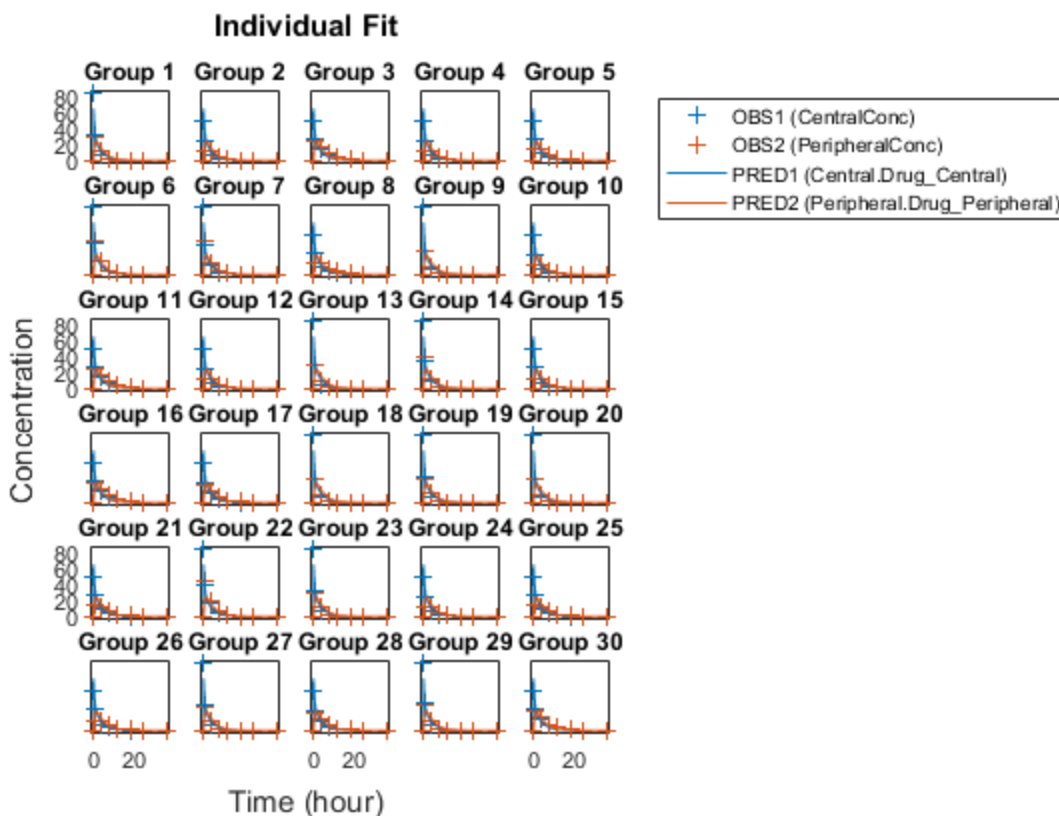 Individual Fit
Group 1 Group 2 Group 3 Group 4 Group 5
80
60
40
20
0
OBS1 (CentralConc)
OBS2 (PeripheralConc)
PRED1 (Central.Drug_Central)
PRED2 (Peripheral.Drug_Peripheral)
Group 6 Group 7 Group 8 Group 9 Group 10
Group 11 Group 12 Group 13 Group 14 Group 15
80
60
40
20
0
Group 16 Group 17 Group 18 Group 19 Group 20
Group 21 Group 22 Group 23 Group 24 Group 25
80
60
40
20
0
Group 26 Group 27 Group 28 Group 29 Group 30
0 20 0 20 0 20
Concentration
Time (hour)